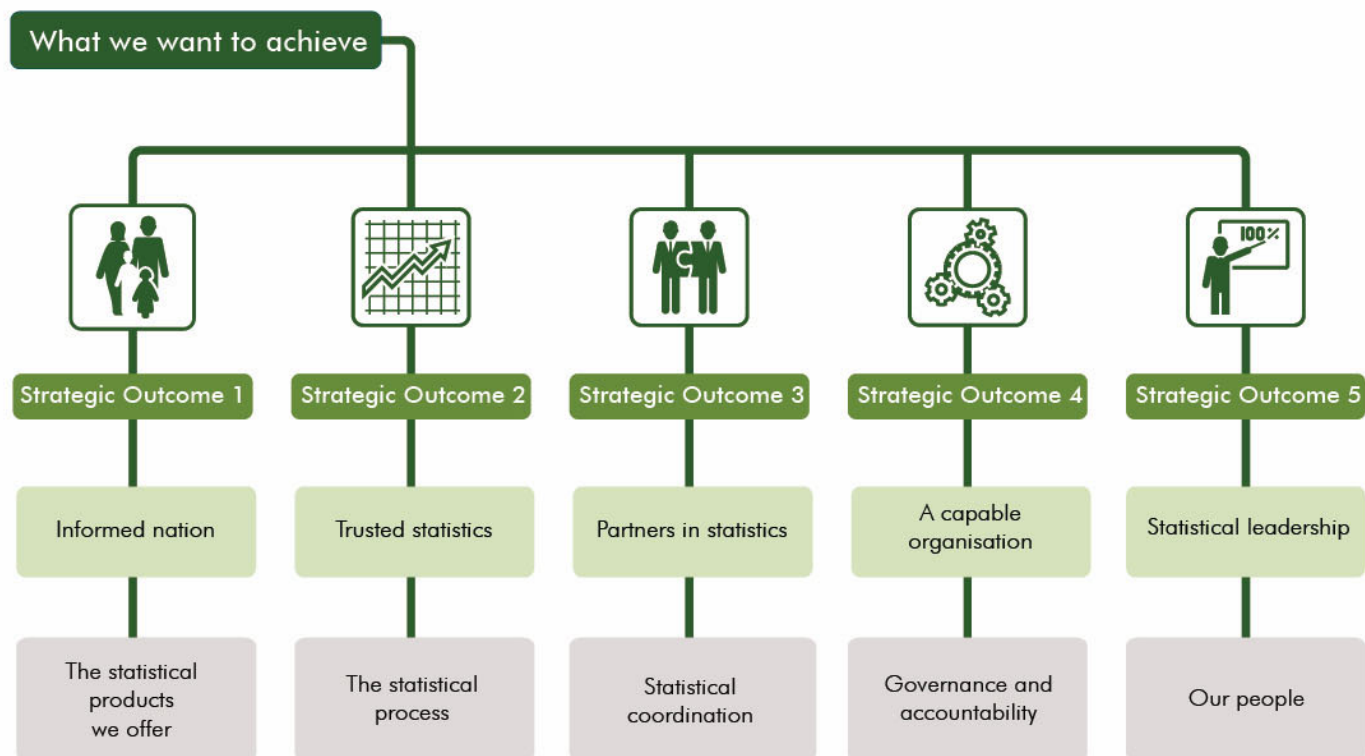 What we want to achieve
100%
Strategic Outcome 1
Strategic Outcome 2
Strategic Outcome 3
Strategic Outcome 4
Strategic Outcome 5
Informed nation
Trusted statistics
Partners in statistics
A capable
organisation
Statistical leadership
The statistical
products
we offer
The statistical
process
Statistical
coordination
Governance and
accountability
Our people